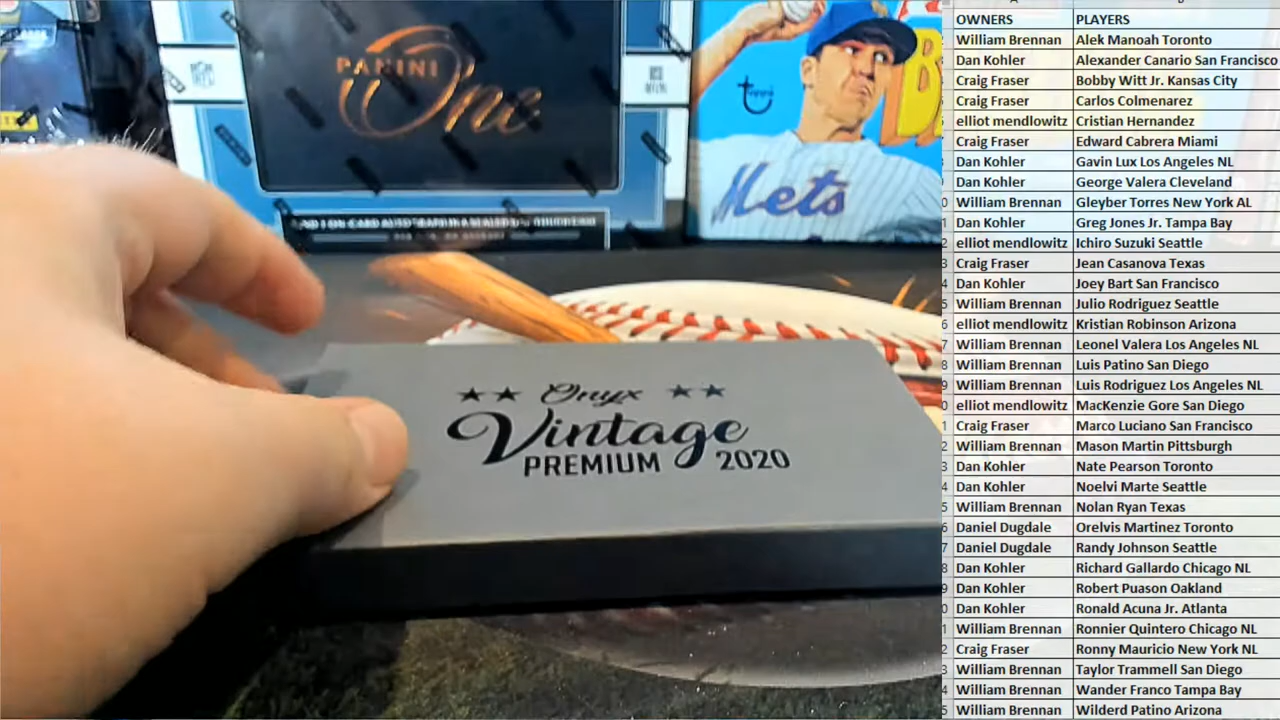 PANINI
One
Mets
★★ Onyx ★★
Vintage
PREMIUM 2020
OWNERS PLAYERS
William Brennan Alek Manoah Toronto
Dan Kohler Alexander Canario San Francisco
Craig Fraser Bobby Witt Jr. Kansas City
Craig Fraser Carlos Colmenarez
elliot mendlowitz Cristian Hernandez
Craig Fraser Edward Cabrera Miami
Dan Kohler Gavin Lux Los Angeles NL
Dan Kohler George Valera Cleveland
William Brennan Gleyber Torres New York AL
Dan Kohler Greg Jones Jr. Tampa Bay
elliot mendlowitz Ichiro Suzuki Seattle
Craig Fraser Jean Casanova Texas
Dan Kohler Joey Bart San Francisco
William Brennan Julio Rodriguez Seattle
elliot mendlowitz Kristian Robinson Arizona
William Brennan Leonel Valera Los Angeles NL
William Brennan Luis Patino San Diego
William Brennan Luis Rodriguez Los Angeles NL
elliot mendlowitz MacKenzie Gore San Diego
Craig Fraser Marco Luciano San Francisco
William Brennan Mason Martin Pittsburgh
Dan Kohler Nate Pearson Toronto
Dan Kohler Noelvi Marte Seattle
William Brennan Nolan Ryan Texas
Daniel Dugdale Orelvis Martinez Toronto
Daniel Dugdale Randy Johnson Seattle
Dan Kohler Richard Gallardo Chicago NL
Dan Kohler Robert Puason Oakland
Dan Kohler Ronald Acuna Jr. Atlanta
William Brennan Ronnier Quintero Chicago NL
Craig Fraser Ronny Mauricio New York NL
William Brennan Taylor Trammell San Diego
William Brennan Wander Franco Tampa Bay
William Brennan Wilderd Patino Arizona